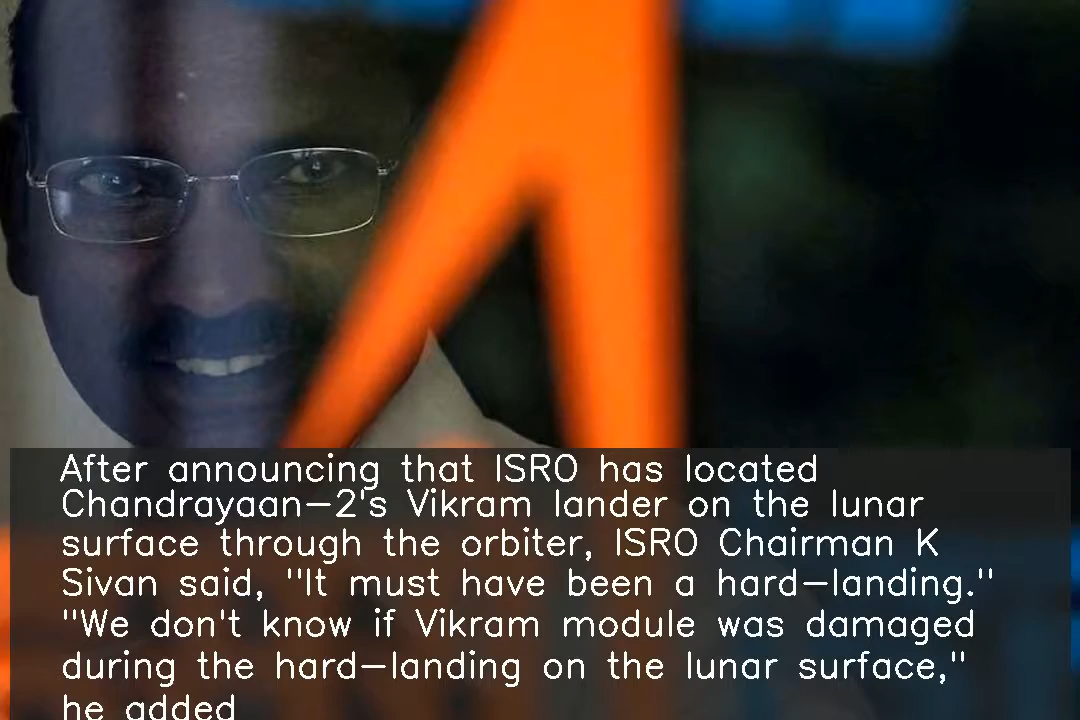 After announcing that ISRO has located
Chandrayaan-2's Vikram lander on the lunar
surface through the orbiter, ISRO Chairman K
Sivan said, "It must have been a hard-landing."
"We don't know if Vikram module was damaged
during the hard-landing on the lunar surface,"
he added